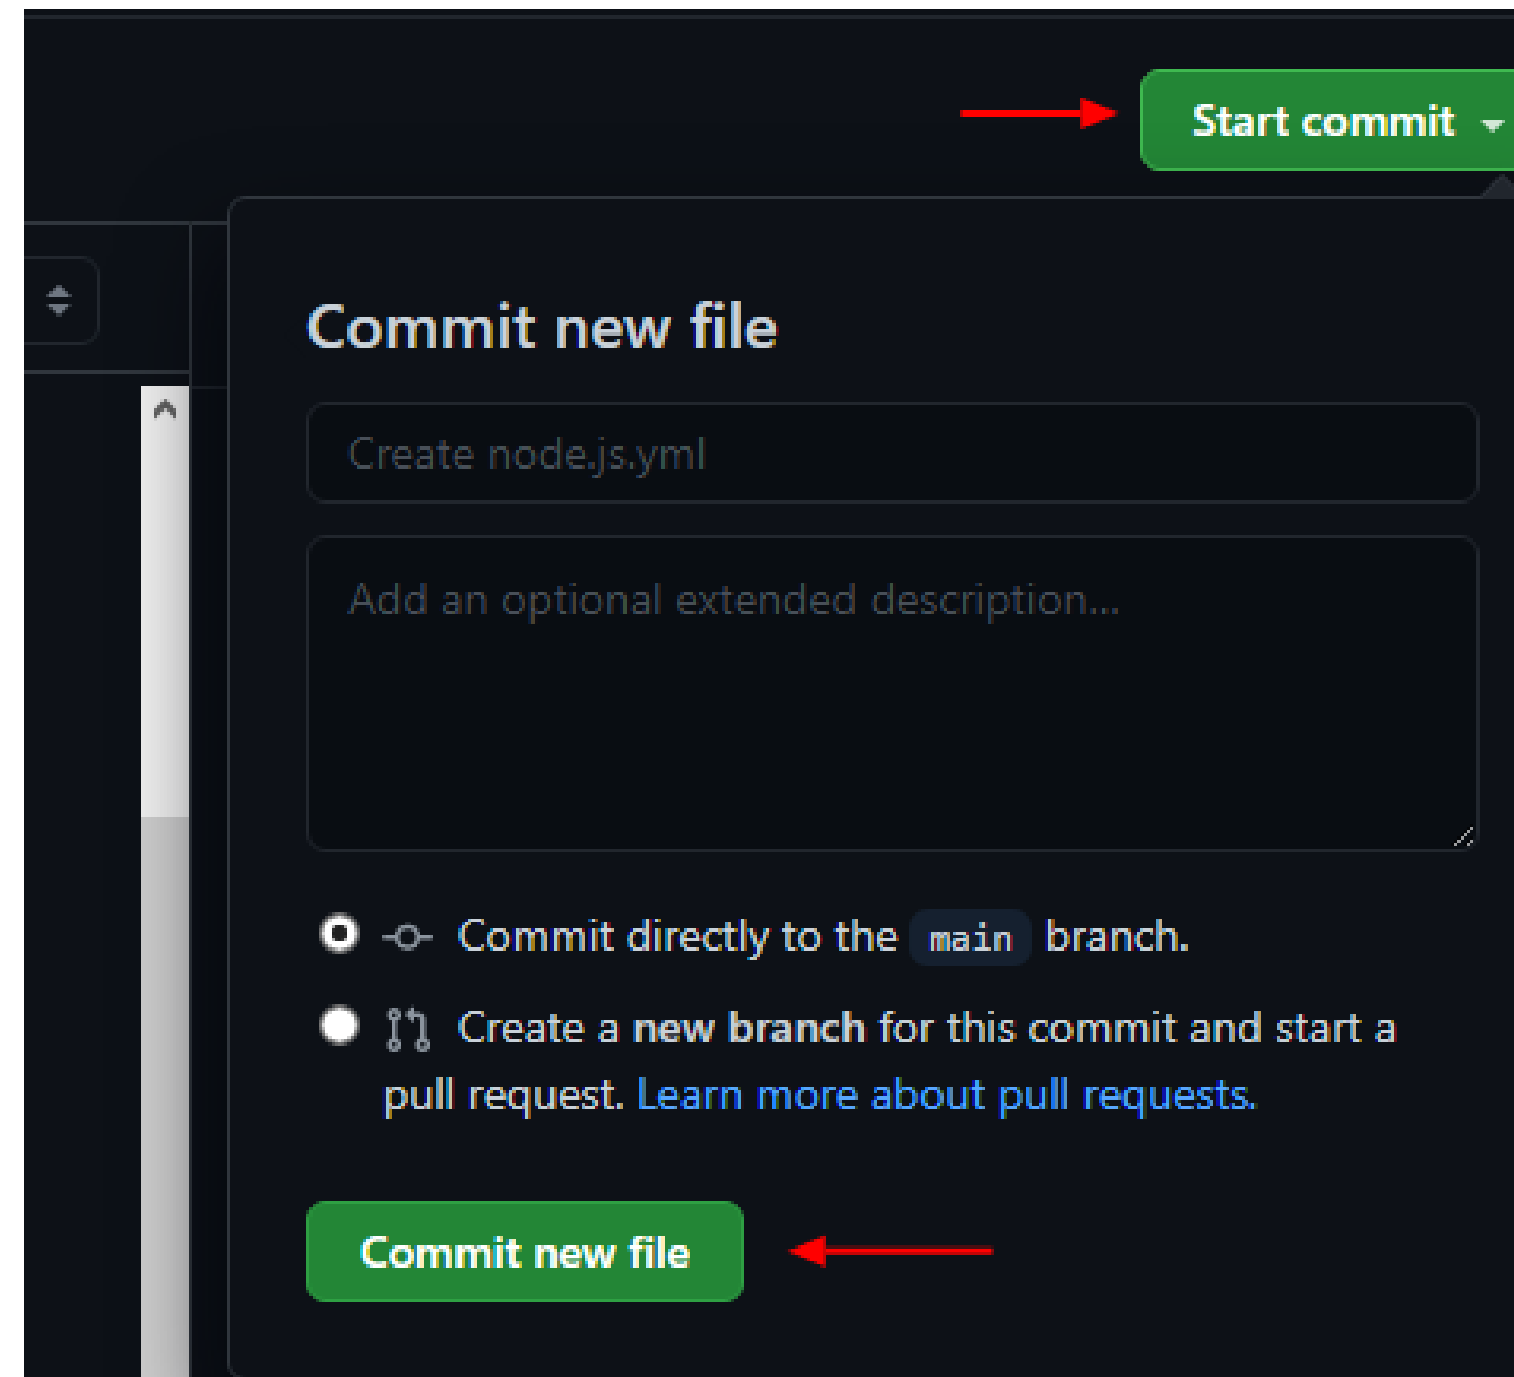 Start commit
Commit new file
Create node.js.yml
Add an optional extended description...
Commit directly to the main branch.
Create a new branch for this commit and start a
pull request. Learn more about pull requests.
Commit new file